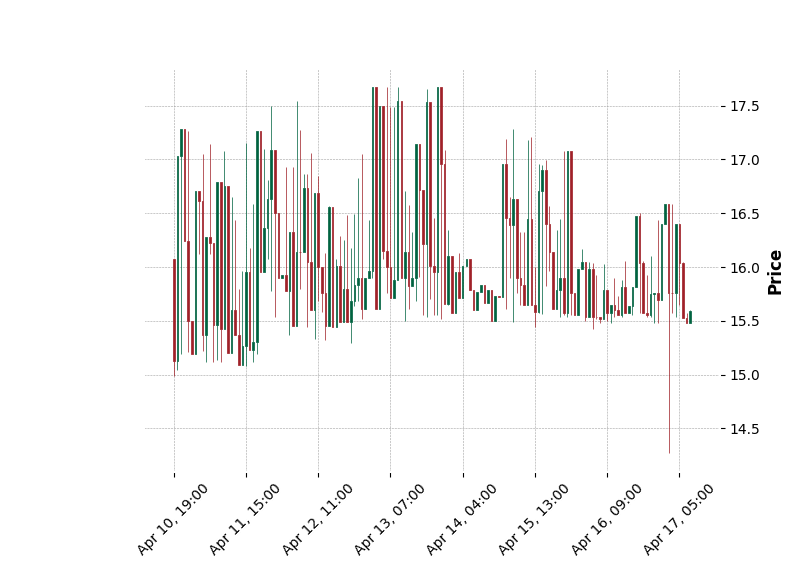 17.5
17.0
16.5
16.0
15.5
15.0
14.5
Price
Apr 10, 19:00
Apr 11, 15:00
Apr 12, 11:00
Apr 13, 07:00
Apr 14, 04:00
Apr 15, 13:00
Apr 16, 09:00
Apr 17, 05:00